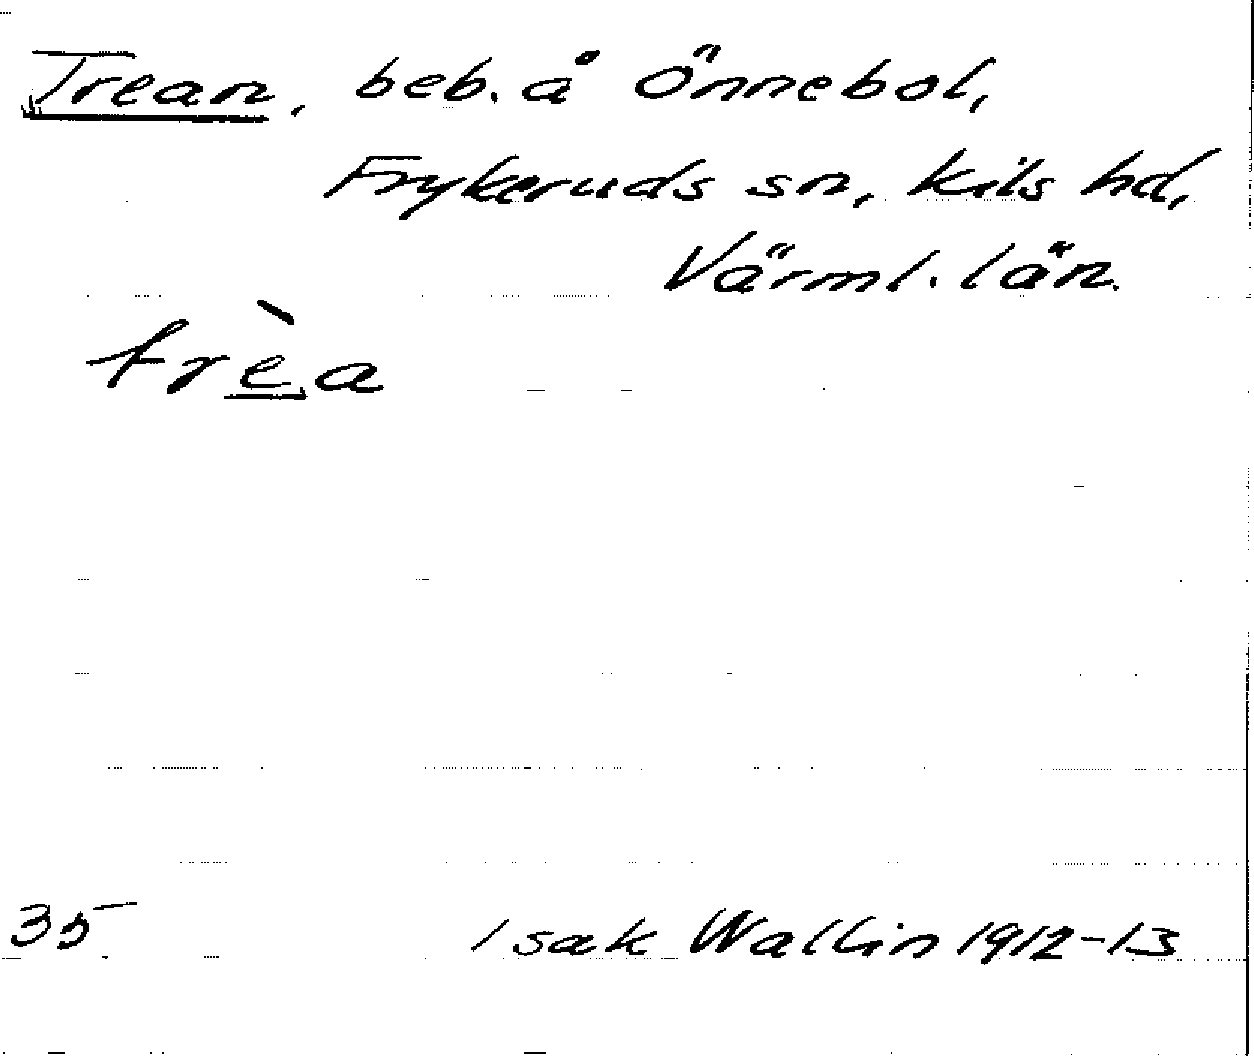 Trean, beb. å Önnebol,
Frykeruds sn, Kils hd,
Värml. län.
trèa
35 Isak Wallin 1912-13